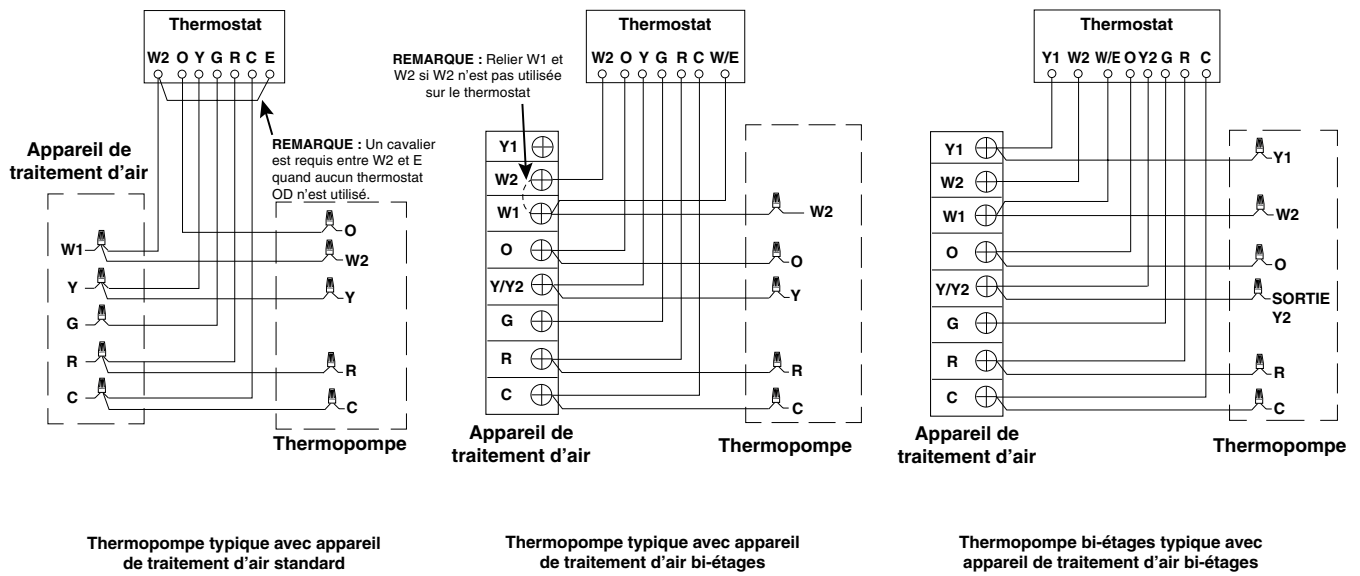 Thermostat
W2 O Y G R C E
REMARQUE : Un cavalier
est requis entre W2 et E
quand aucun thermostat
OD n'est utilisé.
Appareil de
traitement d'air
W1
Y
G
R
C
O
W2
Y
R
C
Thermopompe
Thermopompe typique avec appareil
de traitement d'air standard
Thermostat
W2 O Y G R C W/E
REMARQUE : Relier W1 et
W2 si W2 n'est pas utilisée
sur le thermostat
Y1
W2
W1
O
Y/Y2
G
R
C
Appareil de
traitement d'air
W2
O
Y
R
C
Thermopompe
Thermopompe typique avec appareil
de traitement d'air bi-étages
Thermostat
Y1 W2 W/E O Y2 G R C
Y1
W2
W1
O
Y/Y2
G
R
C
Appareil de
traitement d'air
Y1
W2
O
SORTIE
Y2
R
C
Thermopompe
Thermopompe bi-étages typique avec
appareil de traitement d'air bi-étages